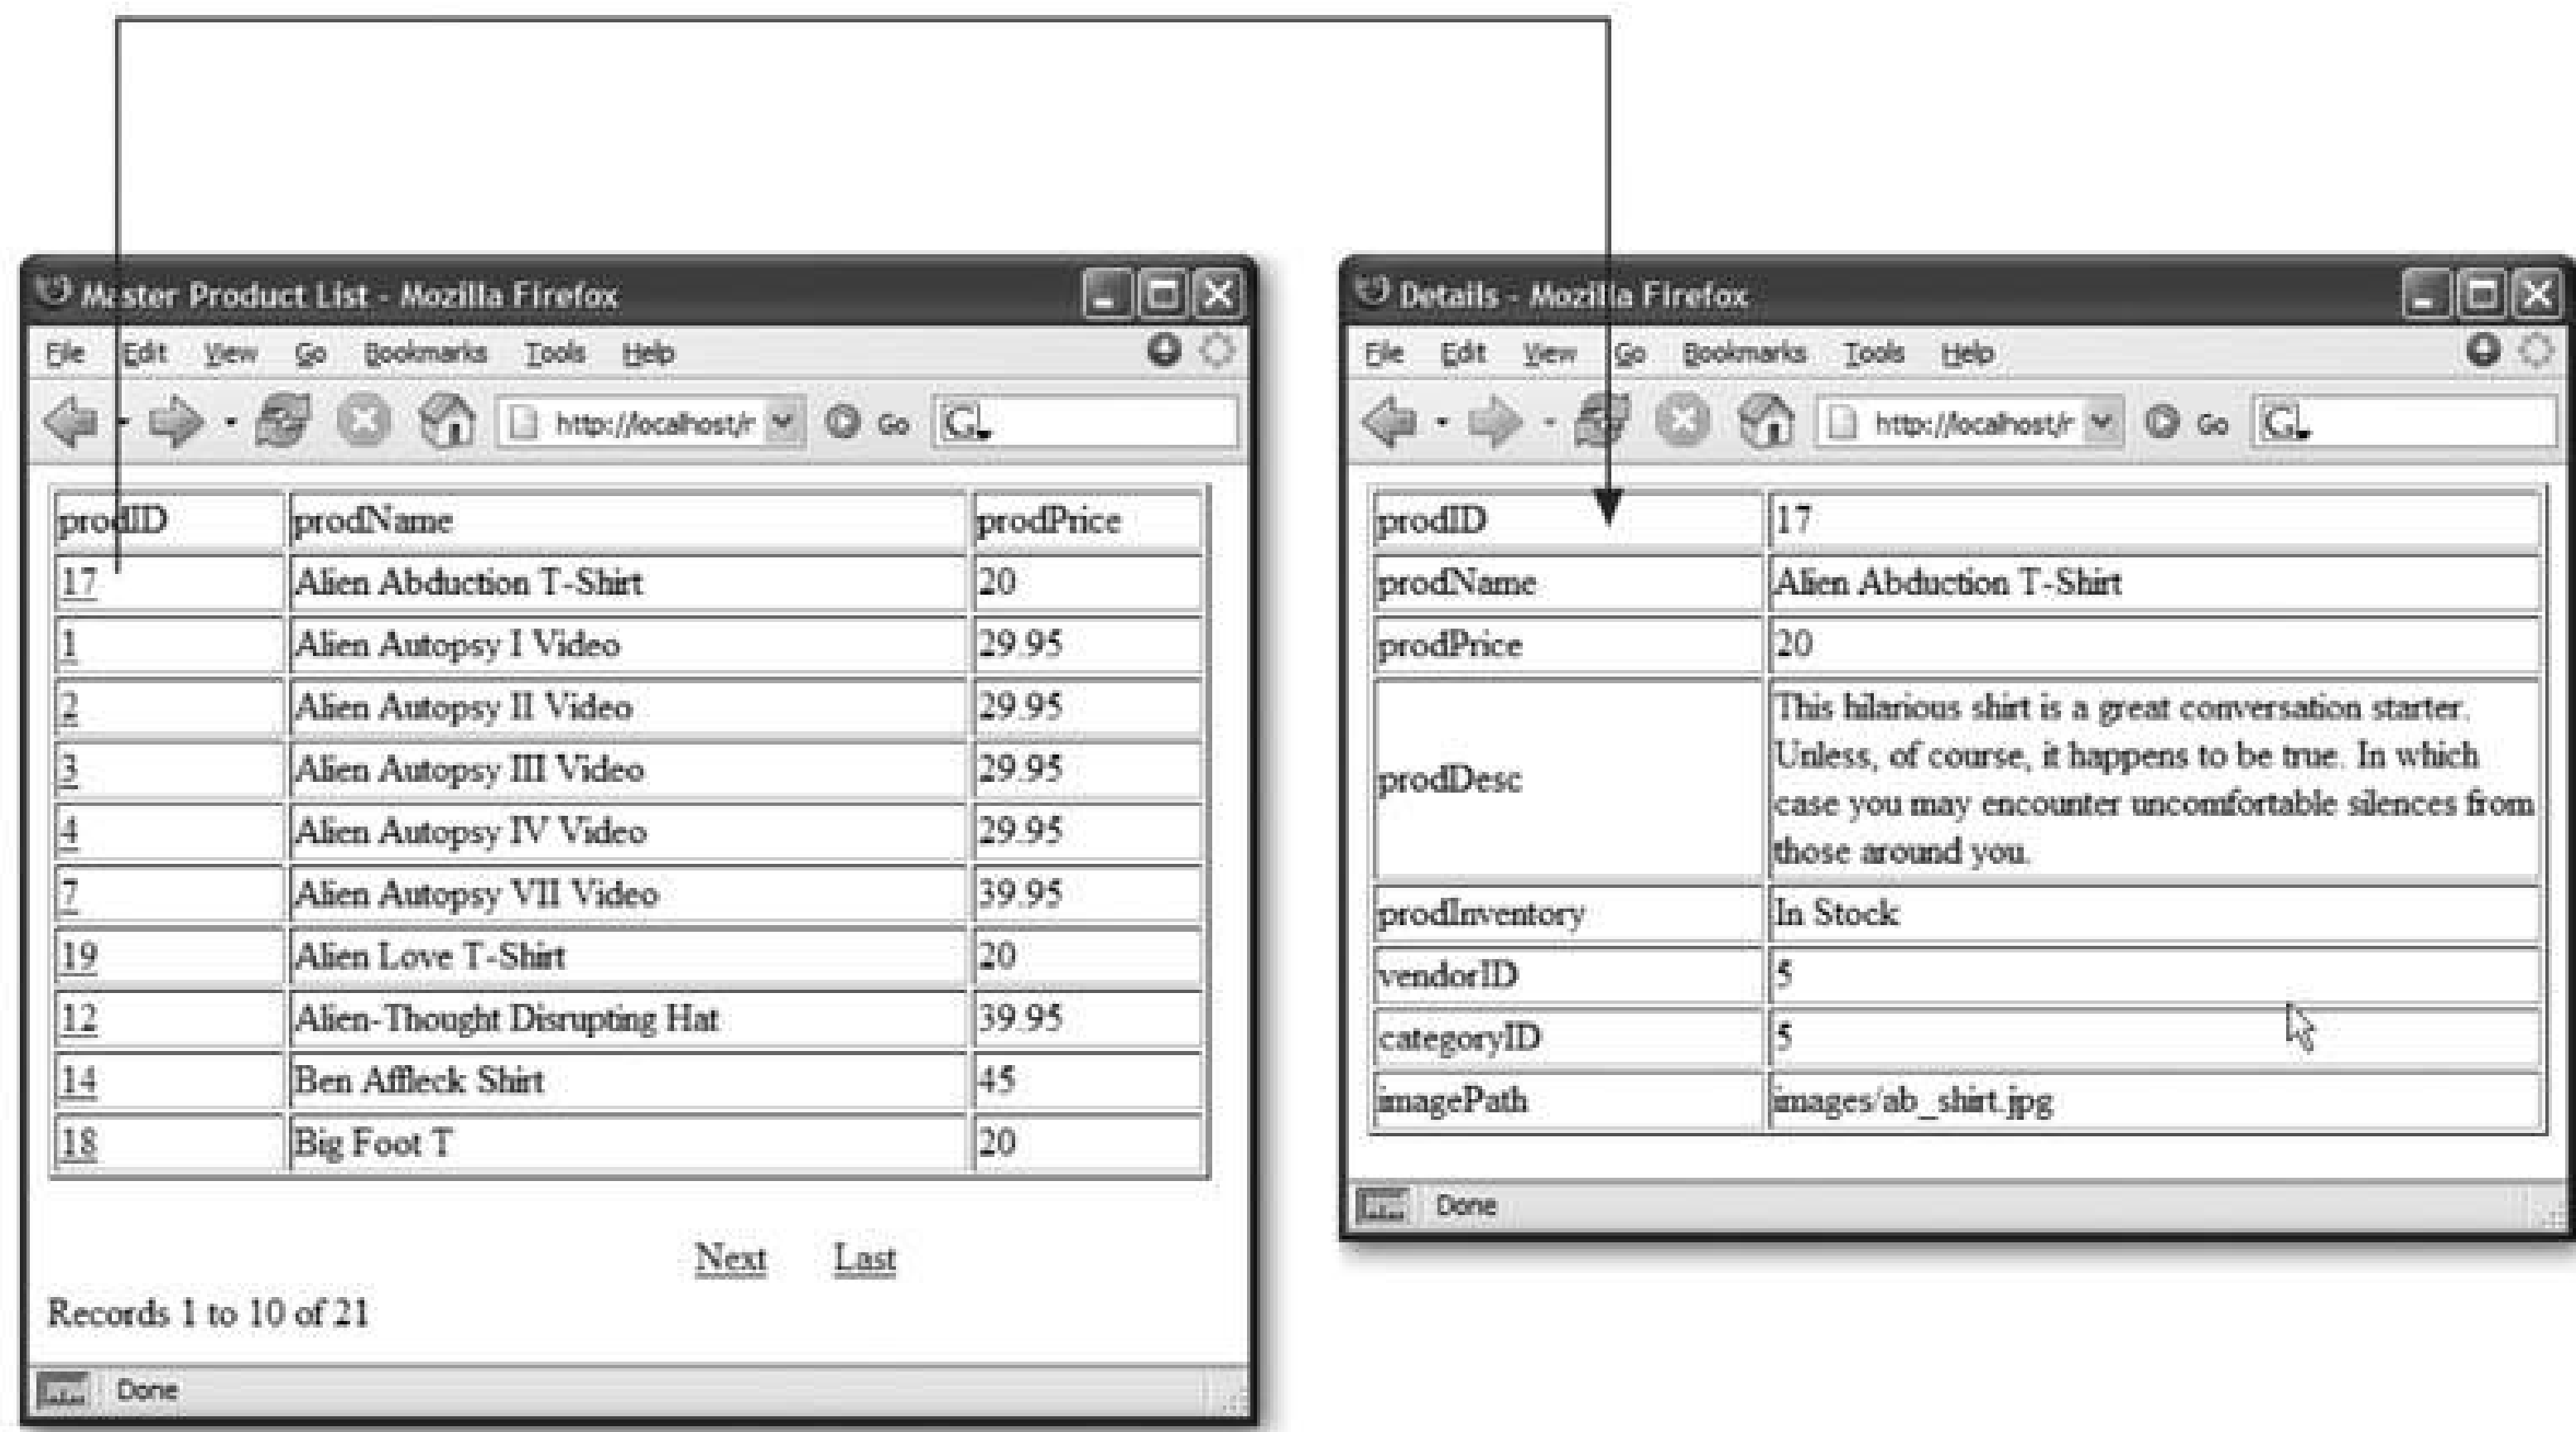 Master Product List - Mozilla Firefox
File Edit View Go Bookmarks Tools Help
http://localhost/r Go G
prodID prodName prodPrice
17 Alien Abduction T-Shirt 20
1 Alien Autopsy I Video 29.95
2 Alien Autopsy II Video 29.95
3 Alien Autopsy III Video 29.95
4 Alien Autopsy IV Video 29.95
7 Alien Autopsy VII Video 39.95
19 Alien Love T-Shirt 20
12 Alien-Thought Disrupting Hat 39.95
14 Ben Affleck Shirt 45
18 Big Foot T 20
Next Last
Records 1 to 10 of 21
Done
Details - Mozilla Firefox
File Edit View Go Bookmarks Tools Help
http://localhost/r Go G
prodID 17
prodName Alien Abduction T-Shirt
prodPrice 20
prodDesc This hilarious shirt is a great conversation starter.
Unless, of course, it happens to be true. In which
case you may encounter uncomfortable silences from
those around you.
prodInventory In Stock
vendorID 5
categoryID 5
imagePath images/ab_shirt.jpg
Done